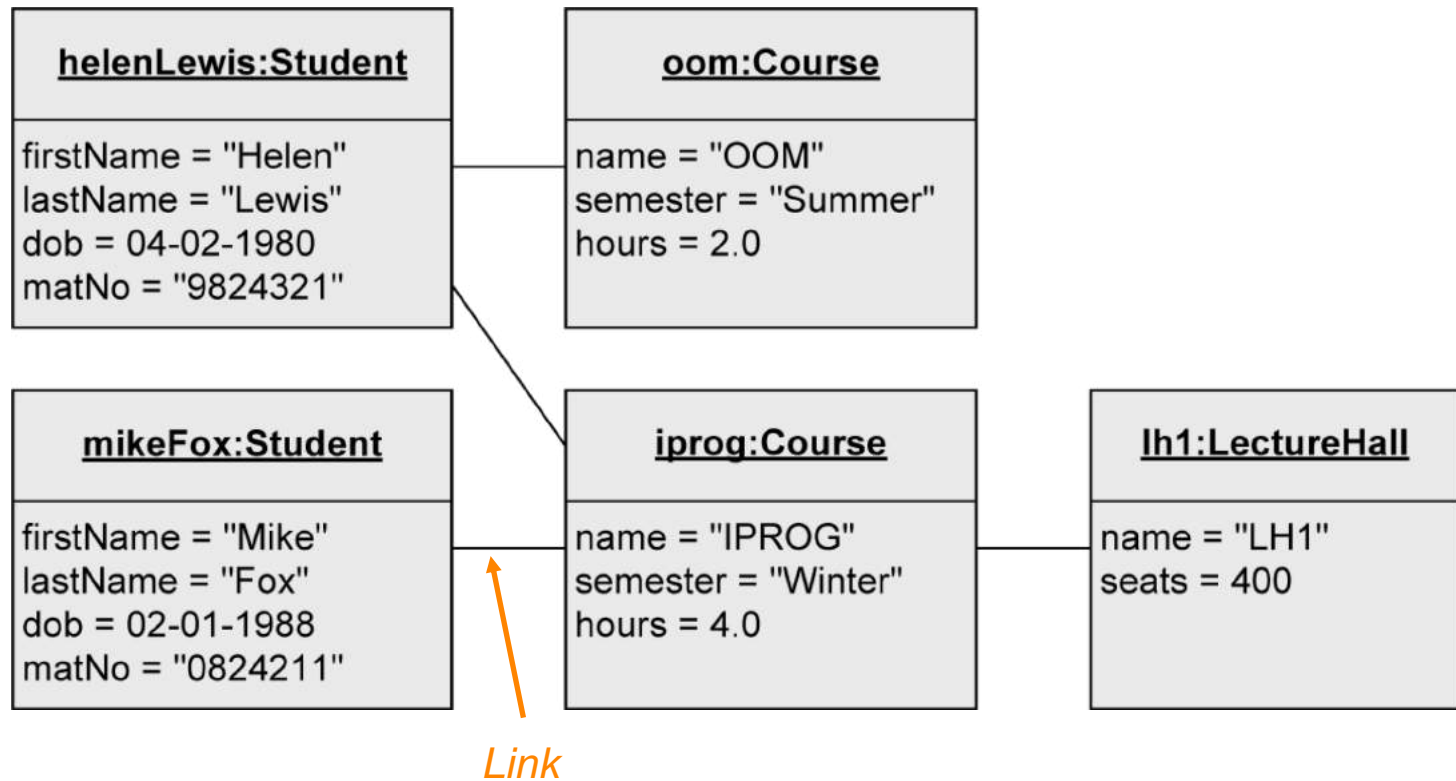 helenLewis:Student
firstName = "Helen"
lastName = "Lewis"
dob = 04-02-1980
matNo = "9824321"
oom:Course
name = "OOM"
semester = "Summer"
hours = 2.0
mikeFox:Student
firstName = "Mike"
lastName = "Fox"
dob = 02-01-1988
matNo = "0824211"
iprog:Course
name = "IPROG"
semester = "Winter"
hours = 4.0
lh1:LectureHall
name = "LH1"
seats = 400
Link